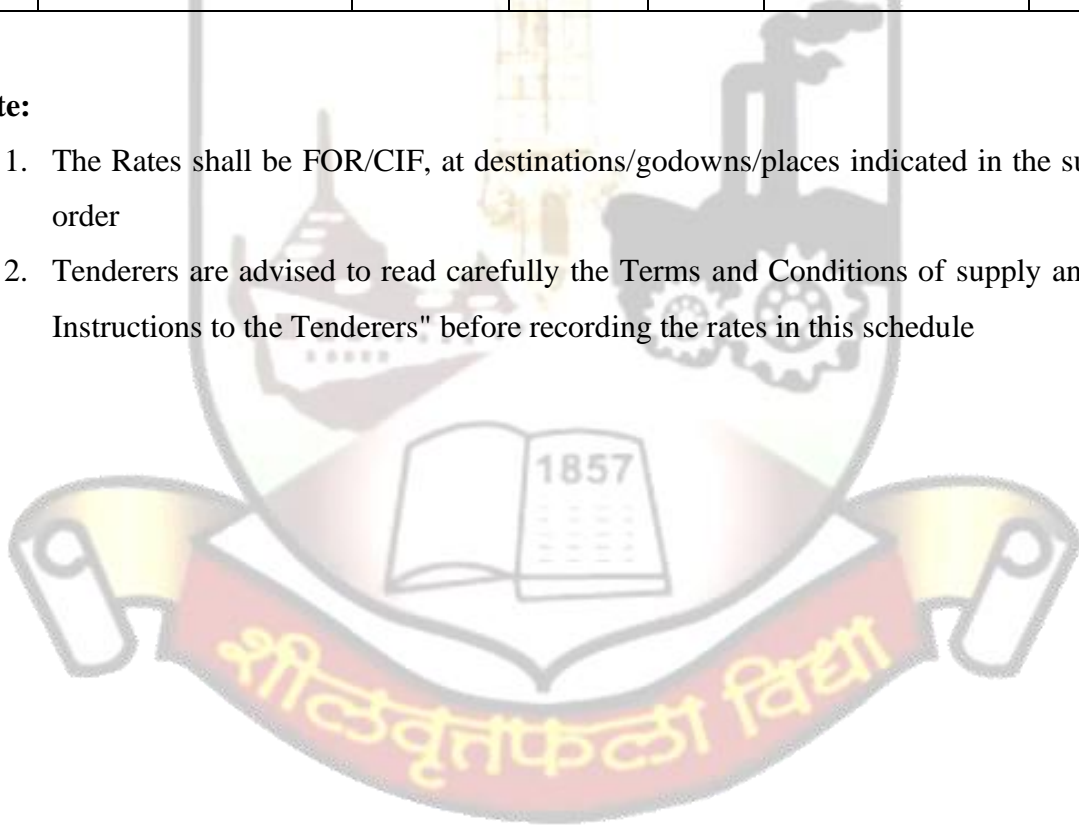 te:
1. The Rates shall be FOR/CIF, at destinations/godowns/places indicated in the su
order
2. Tenderers are advised to read carefully the Terms and Conditions of supply an
Instructions to the Tenderers" before recording the rates in this schedule
1857
शीलवृत्तफला विद्या